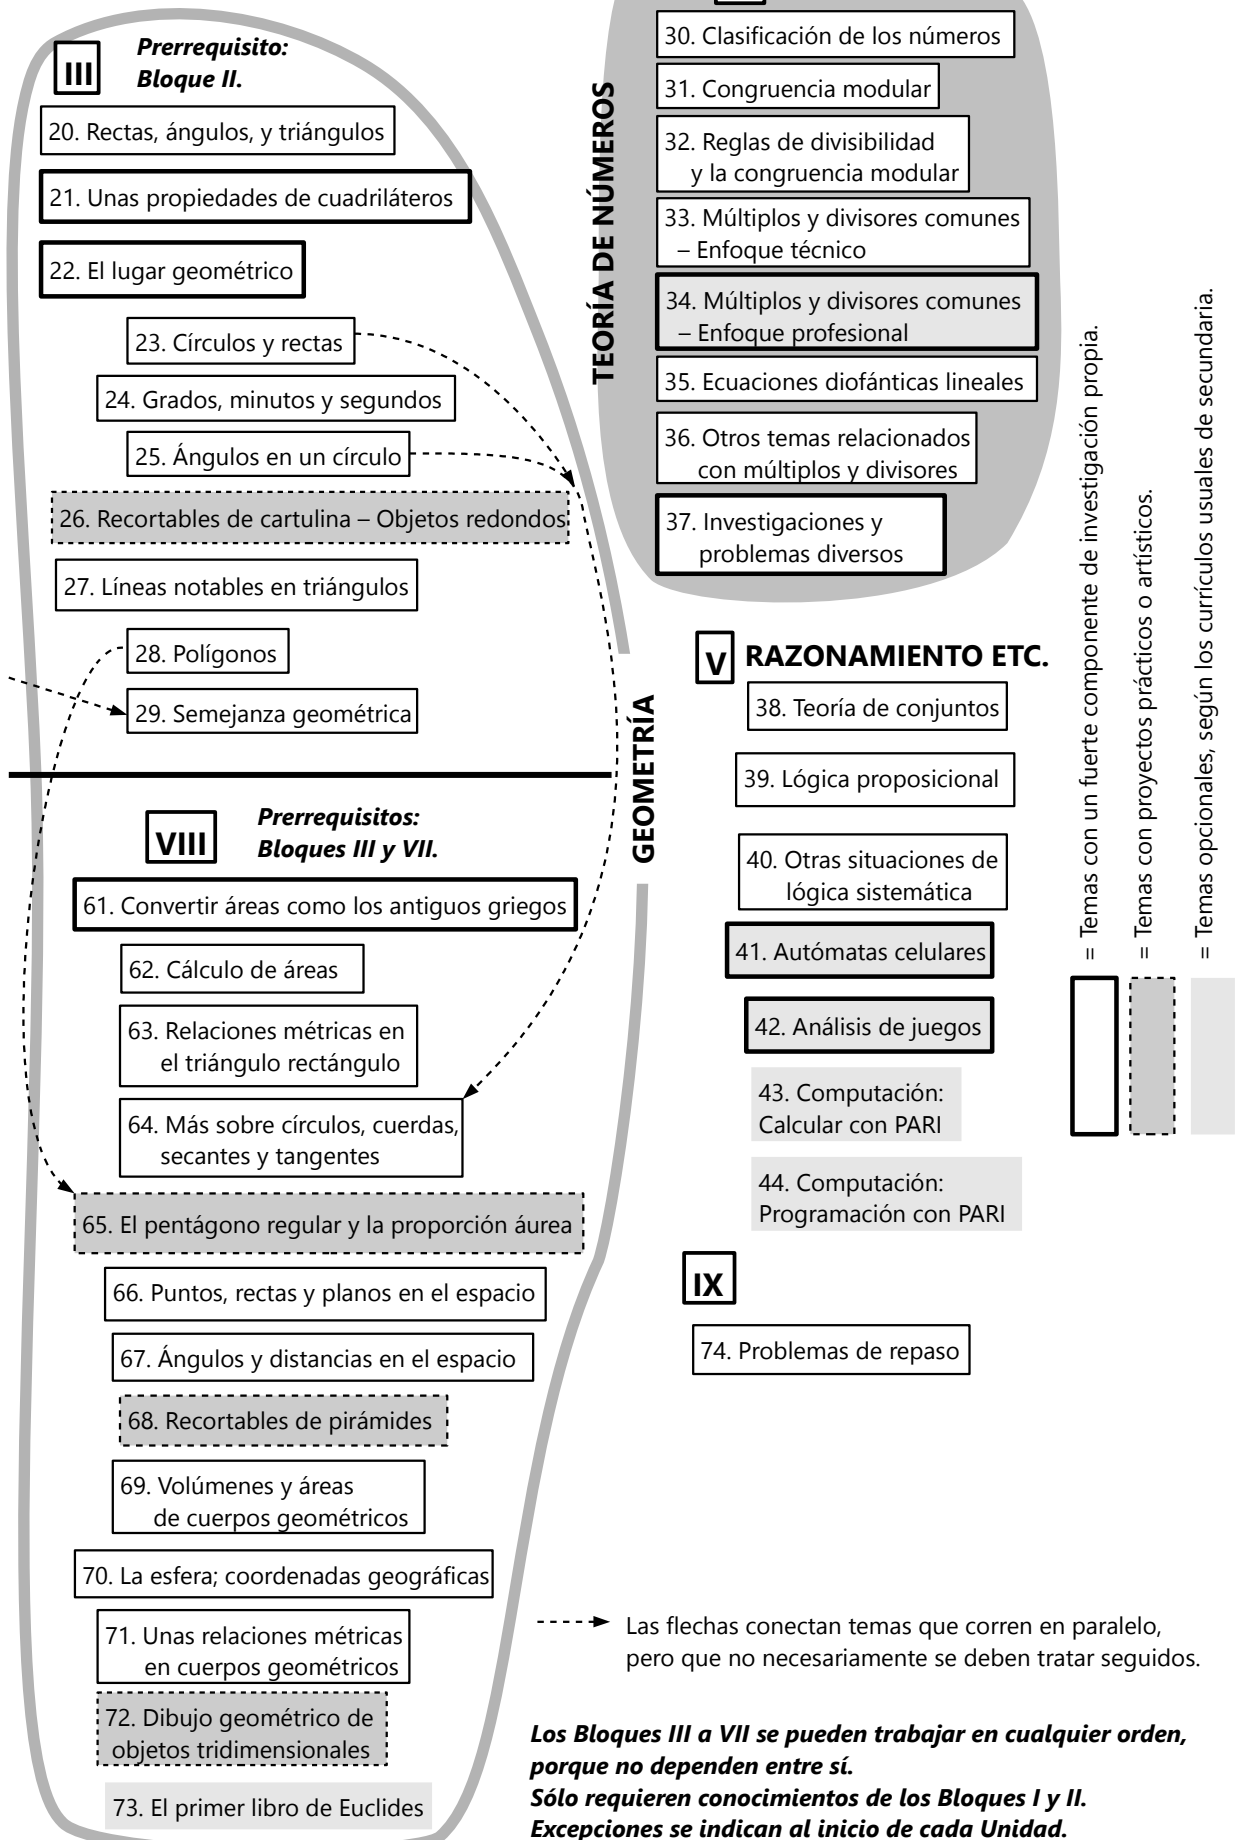 III
Prerrequisito:
Bloque II.
20. Rectas, ángulos, y triángulos
21. Unas propiedades de cuadriláteros
22. El lugar geométrico
23. Círculos y rectas
24. Grados, minutos y segundos
25. Ángulos en un círculo
26. Recortables de cartulina – Objetos redondos
27. Líneas notables en triángulos
28. Polígonos
29. Semejanza geométrica
GEOMETRÍA
VIII
Prerrequisitos:
Bloques III y VII.
61. Convertir áreas como los antiguos griegos
62. Cálculo de áreas
63. Relaciones métricas en
el triángulo rectángulo
64. Más sobre círculos, cuerdas,
secantes y tangentes
65. El pentágono regular y la proporción áurea
66. Puntos, rectas y planos en el espacio
67. Ángulos y distancias en el espacio
68. Recortables de pirámides
69. Volúmenes y áreas
de cuerpos geométricos
70. La esfera; coordenadas geográficas
71. Unas relaciones métricas
en cuerpos geométricos
72. Dibujo geométrico de
objetos tridimensionales
73. El primer libro de Euclides
TEORÍA DE NÚMEROS
30. Clasificación de los números
31. Congruencia modular
32. Reglas de divisibilidad
y la congruencia modular
33. Múltiplos y divisores comunes
– Enfoque técnico
34. Múltiplos y divisores comunes
– Enfoque profesional
35. Ecuaciones diofánticas lineales
36. Otros temas relacionados
con múltiplos y divisores
37. Investigaciones y
problemas diversos
V RAZONAMIENTO ETC.
38. Teoría de conjuntos
39. Lógica proposicional
40. Otras situaciones de
lógica sistemática
41. Autómatas celulares
42. Análisis de juegos
43. Computación:
Calcular con PARI
44. Computación:
Programación con PARI
IX
74. Problemas de repaso
= Temas con un fuerte componente de investigación propia.
= Temas con proyectos prácticos o artísticos.
= Temas opcionales, según los currículos usuales de secundaria.
Las flechas conectan temas que corren en paralelo,
pero que no necesariamente se deben tratar seguidos.
Los Bloques III a VII se pueden trabajar en cualquier orden,
porque no dependen entre sí.
Sólo requieren conocimientos de los Bloques I y II.
Excepciones se indican al inicio de cada Unidad.